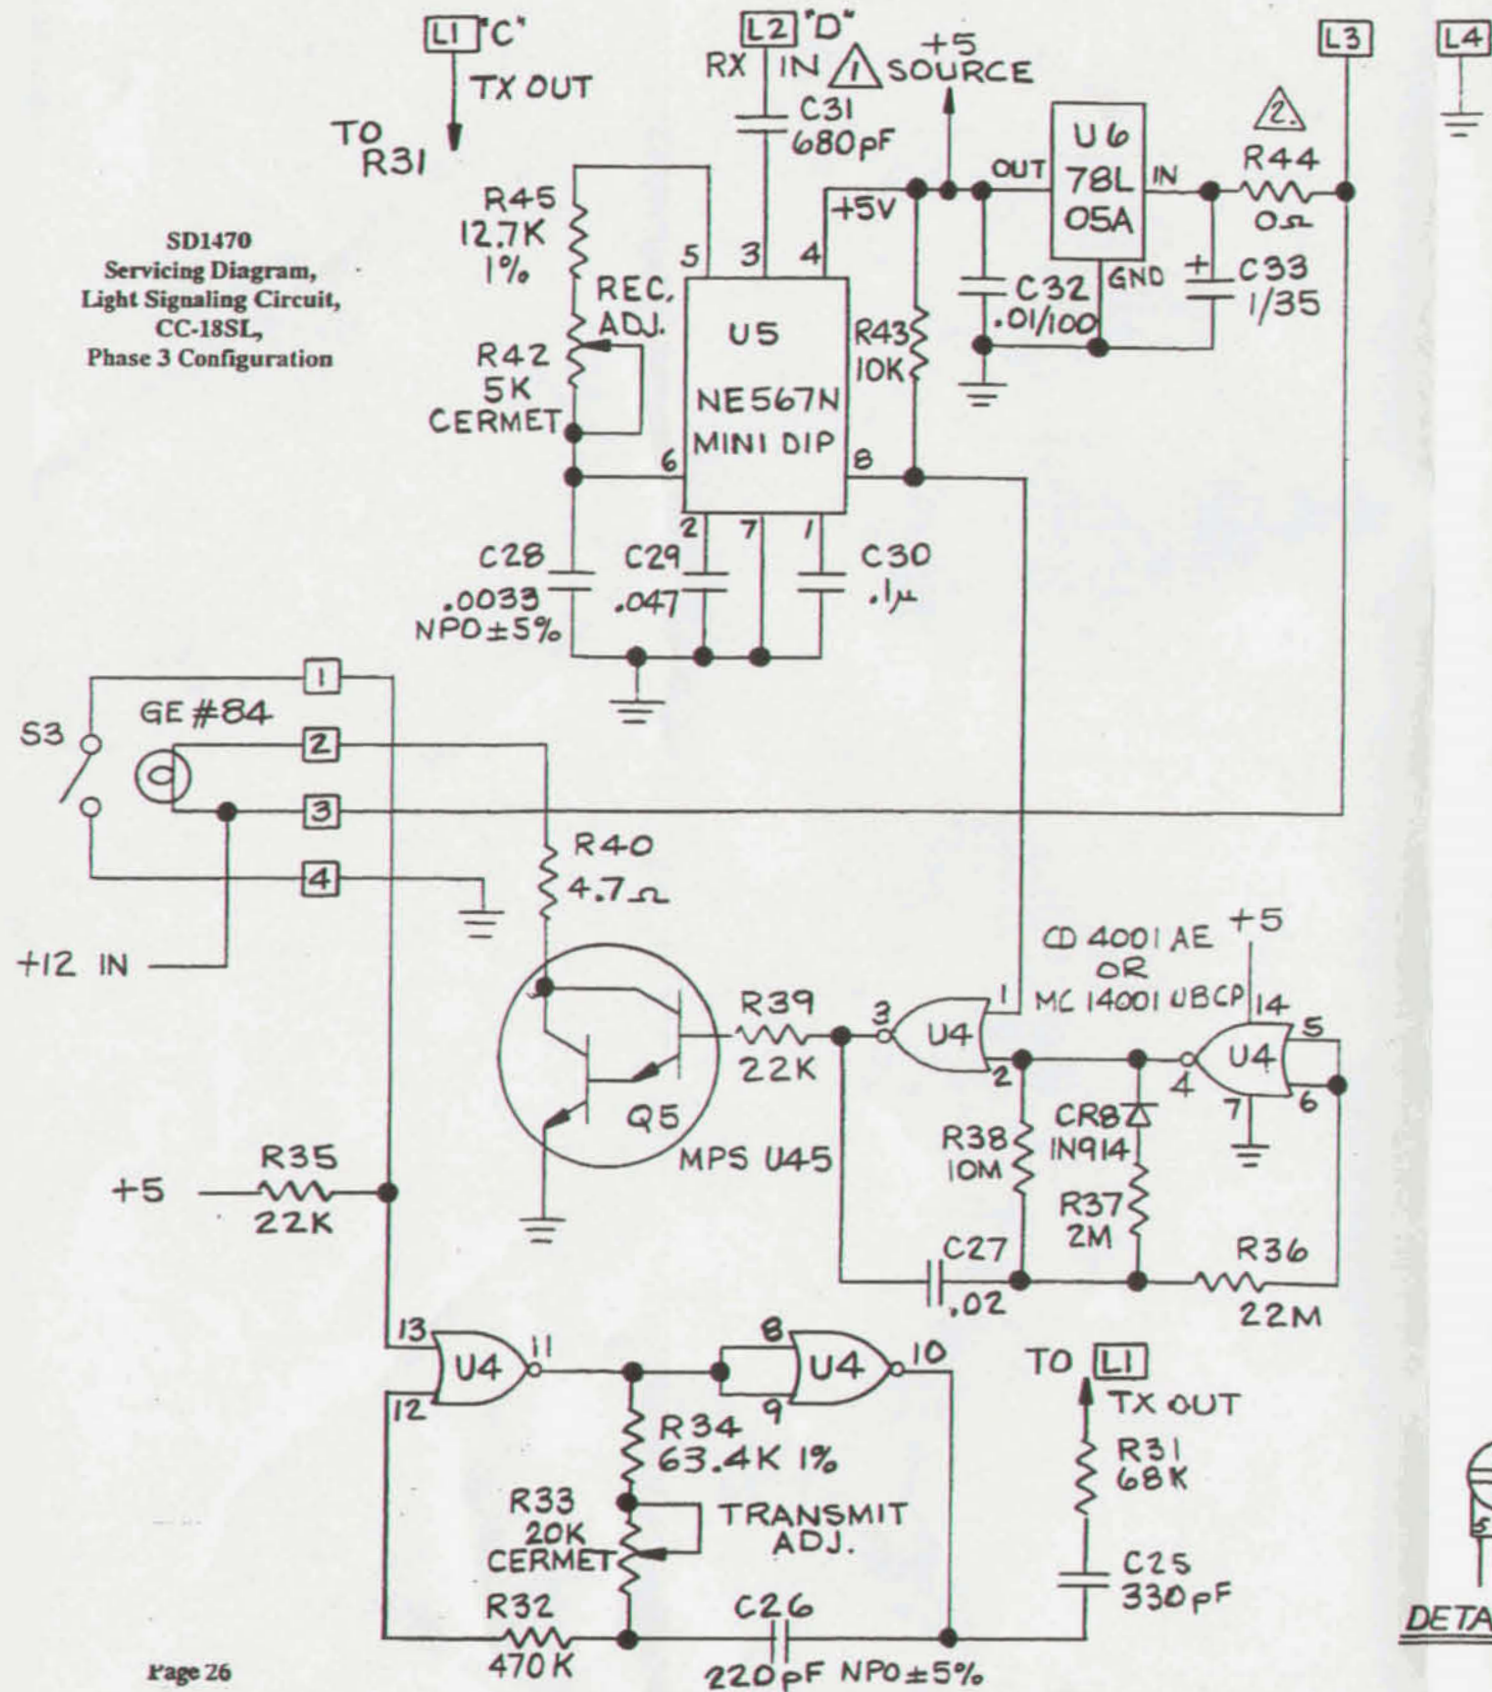 L1 "C"
TX OUT
TO
R31
L2 "D"
RX IN 1
C31
680pF
+5
SOURCE
L3
L4
SD1470
Servicing Diagram,
Light Signaling Circuit,
CC-18SL,
Phase 3 Configuration
R45
12.7K
1%
REC.
ADJ.
R42
5K
CERMET
5 3 4
+5V
U5
NE567N
MINI DIP
6 8
2 7 1
R43
10K
OUT
U6
78L
05A
IN
GND
2.
R44
0Ω
C32
.01/100
+ C33
1/35
C28
.0033
NPO±5%
C29
.047
C30
.1µ
1
GE #84
S3
2
3
4
+12 IN
R40
4.7Ω
CD 4001 AE
OR
MC 14001 UBCP
+5
14
5
U4
4
6
7
1
3
U4
2
R39
22K
Q5
MPS U45
R38
10M
CR8
1N914
R37
2M
R36
22M
C27
.02
R35
+5
22K
13
U4
11
12
8
U4
10
9
TO L1
TX OUT
R31
68K
R34
63.4K 1%
R33
20K
CERMET
TRANSMIT
ADJ.
C25
330pF
R32
470K
C26
220pF NPO±5%
5
DETA
Page 26